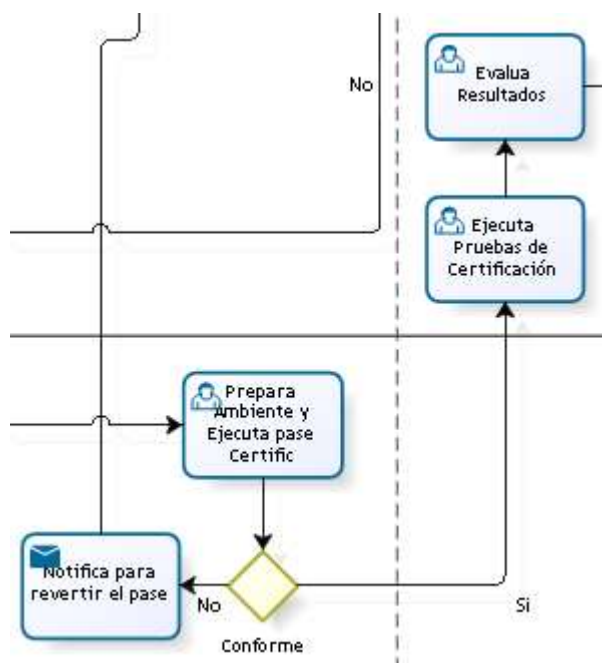 Evalua
Resultados
No
Ejecuta
Pruebas de
Certificación
Prepara
Ambiente y
Ejecuta pase
Certific
Notifica para
revertir el pase
No
Si
Conforme